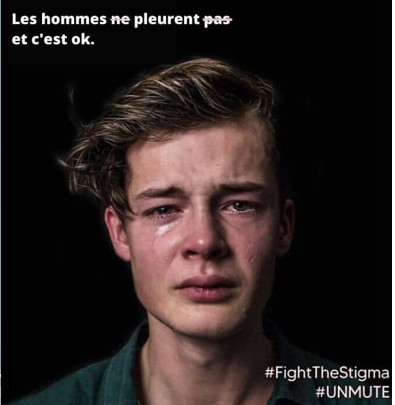 Les hommes ne pleurent pas
et c'est ok.
#FightTheStigma
#UNMUTE